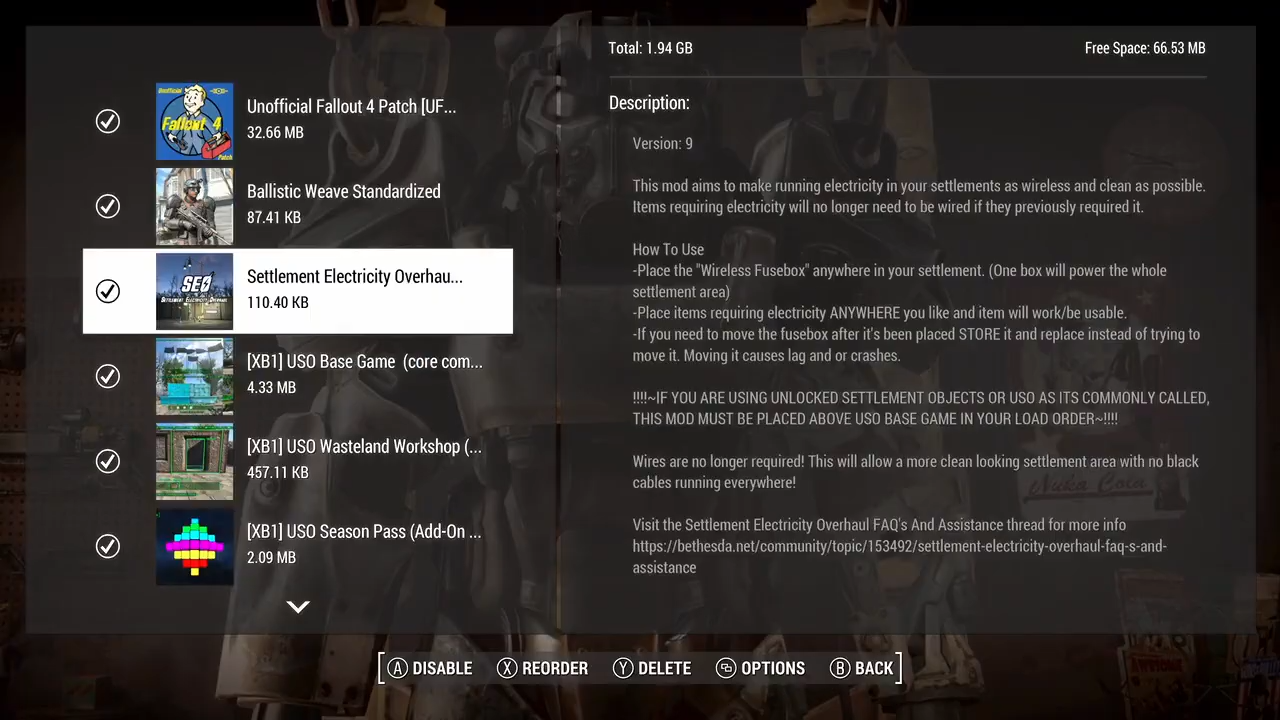 Total: 1.94 GB
Free Space: 66.53 MB
Unofficial Fallout 4 Patch [UF...
32.66 MB
Ballistic Weave Standardized
87.41 KB
Settlement Electricity Overhau...
110.40 KB
[XB1] USO Base Game (core com...
4.33 MB
[XB1] USO Wasteland Workshop (...
457.11 KB
[XB1] USO Season Pass (Add-On ...
2.09 MB
Unofficial
Fallout 4
Patch
SEO
SETTLEMENT ELECTRICITY OVERHAUL
Description:
Version: 9
This mod aims to make running electricity in your settlements as wireless and clean as possible.
Items requiring electricity will no longer need to be wired if they previously required it.
How To Use
-Place the "Wireless Fusebox" anywhere in your settlement. (One box will power the whole
settlement area)
-Place items requiring electricity ANYWHERE you like and item will work/be usable.
-If you need to move the fusebox after it's been placed STORE it and replace instead of trying to
move it. Moving it causes lag and or crashes.
!!!!~IF YOU ARE USING UNLOCKED SETTLEMENT OBJECTS OR USO AS ITS COMMONLY CALLED,
THIS MOD MUST BE PLACED ABOVE USO BASE GAME IN YOUR LOAD ORDER~!!!!
Wires are no longer required! This will allow a more clean looking settlement area with no black
cables running everywhere!
Visit the Settlement Electricity Overhaul FAQ's And Assistance thread for more info
https://bethesda.net/community/topic/153492/settlement-electricity-overhaul-faq-s-and-
assistance
Nuka Cola
A DISABLE X REORDER Y DELETE OPTIONS B BACK